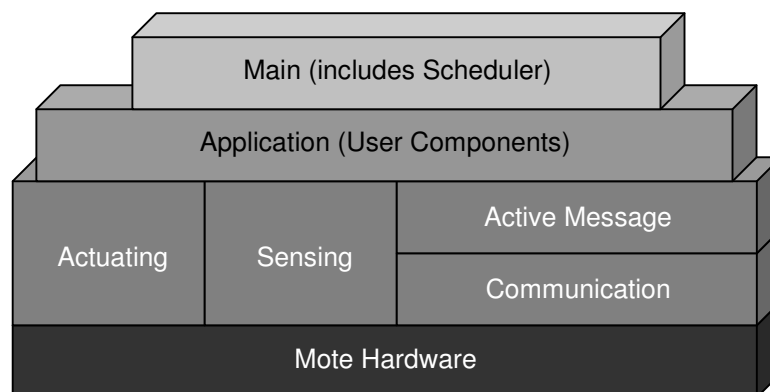 Main (includes Scheduler)
Application (User Components)
Actuating
Sensing
Active Message
Communication
Mote Hardware